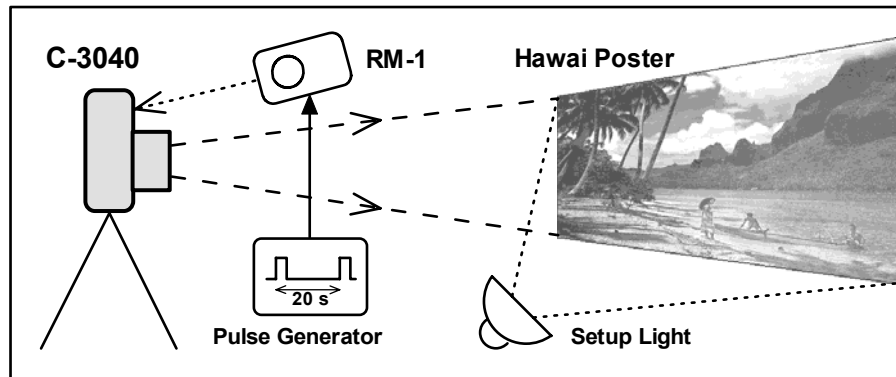 C-3040
RM-1
Hawai Poster
20 s
Pulse Generator
Setup Light